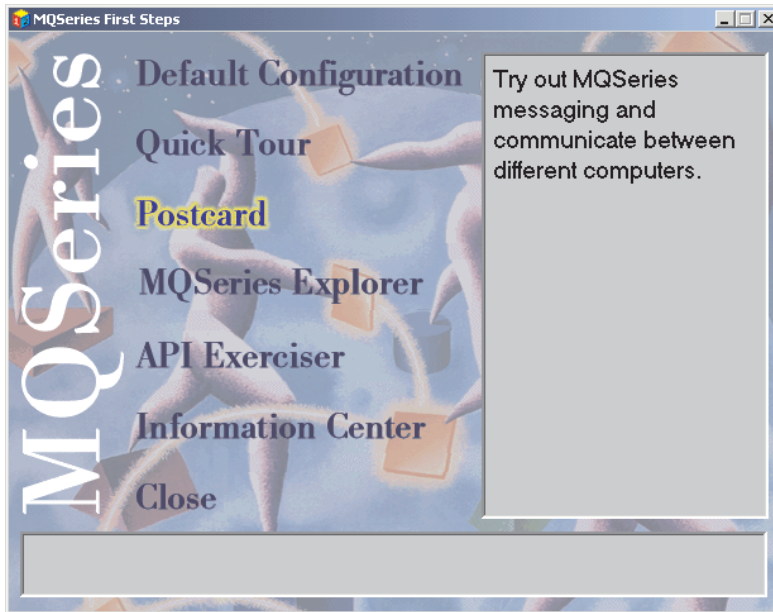 MQSeries First Steps
MQSeries
Default Configuration
Quick Tour
Postcard
MQSeries Explorer
API Exerciser
Information Center
Close
Try out MQSeries
messaging and
communicate between
different computers.